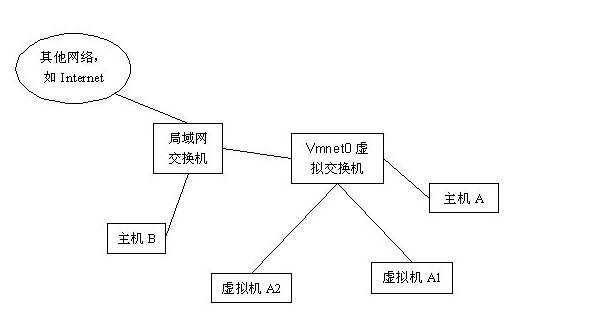 其他网络，
如 Internet
局域网
交换机
Vmnet0 虚
拟交换机
主机 A
主机 B
虚拟机 A2
虚拟机 A1